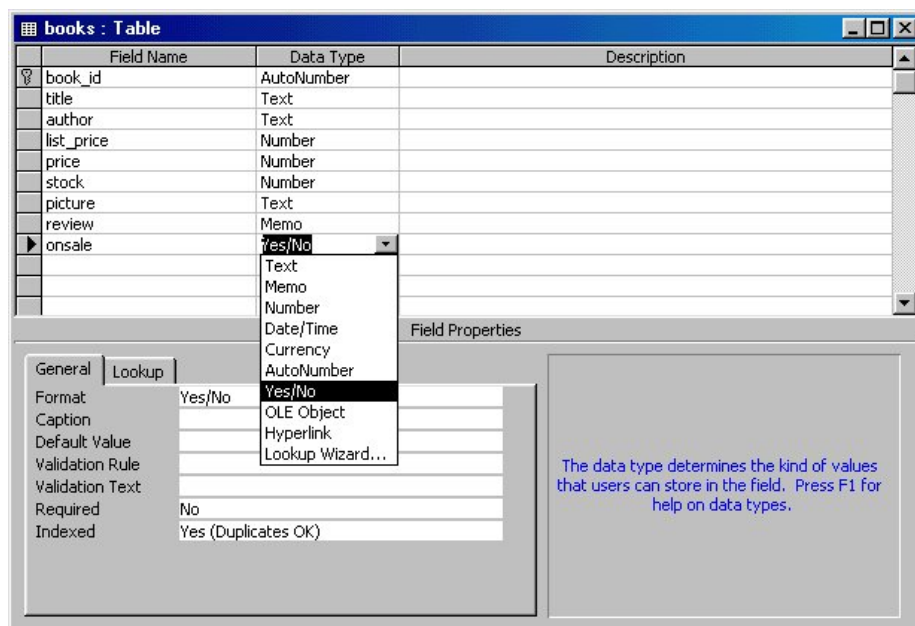 books : Table
Field Name Data Type Description
book_id AutoNumber
title Text
author Text
list_price Number
price Number
stock Number
picture Text
review Memo
onsale Yes/No
Text
Memo
Number
Date/Time
Currency
AutoNumber
Yes/No
OLE Object
Hyperlink
Lookup Wizard...
Field Properties
General Lookup
Format Yes/No
Caption
Default Value
Validation Rule
Validation Text
Required No
Indexed Yes (Duplicates OK)
The data type determines the kind of values
that users can store in the field. Press F1 for
help on data types.